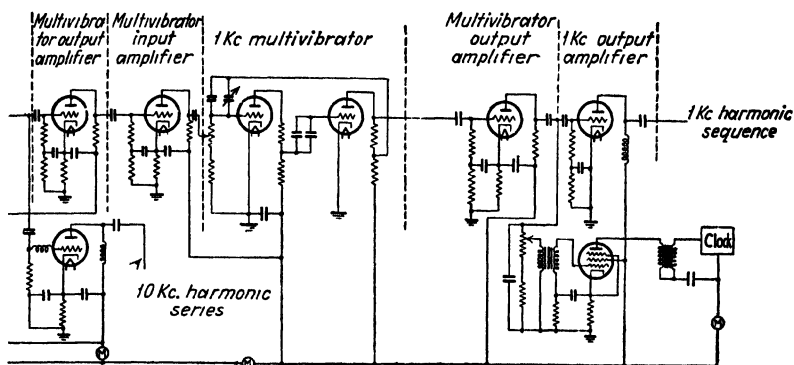 Multivibra
tor output
amplifier
Multivibrator
input
amplifier
1 Kc multivibrator
Multivibrator
output
amplifier
1 Kc output
amplifier
1 Kc harmonic
sequence
10 Kc. harmonic
series
Clock
M
M
M